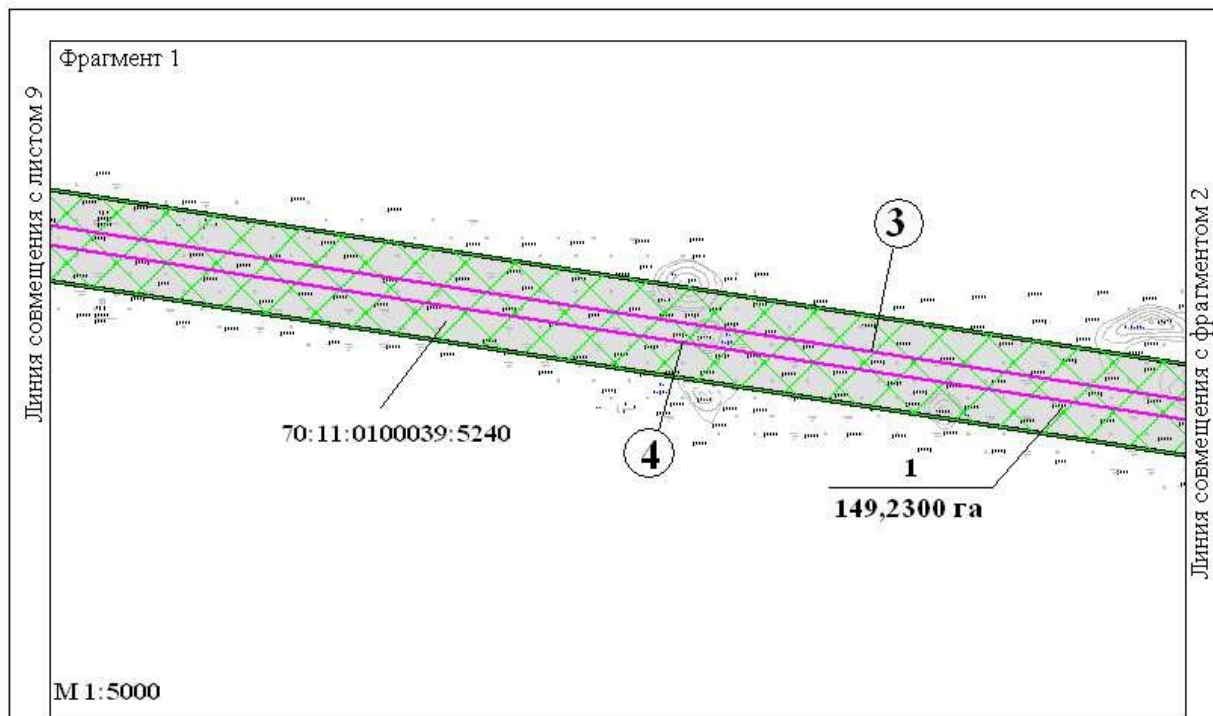 Фрагмент 1
Линия совмещения с листом 9
Линия совмещения с фрагментом 2
3
70:11:0100039:5240
4
1
149,2300 га
М 1:5000